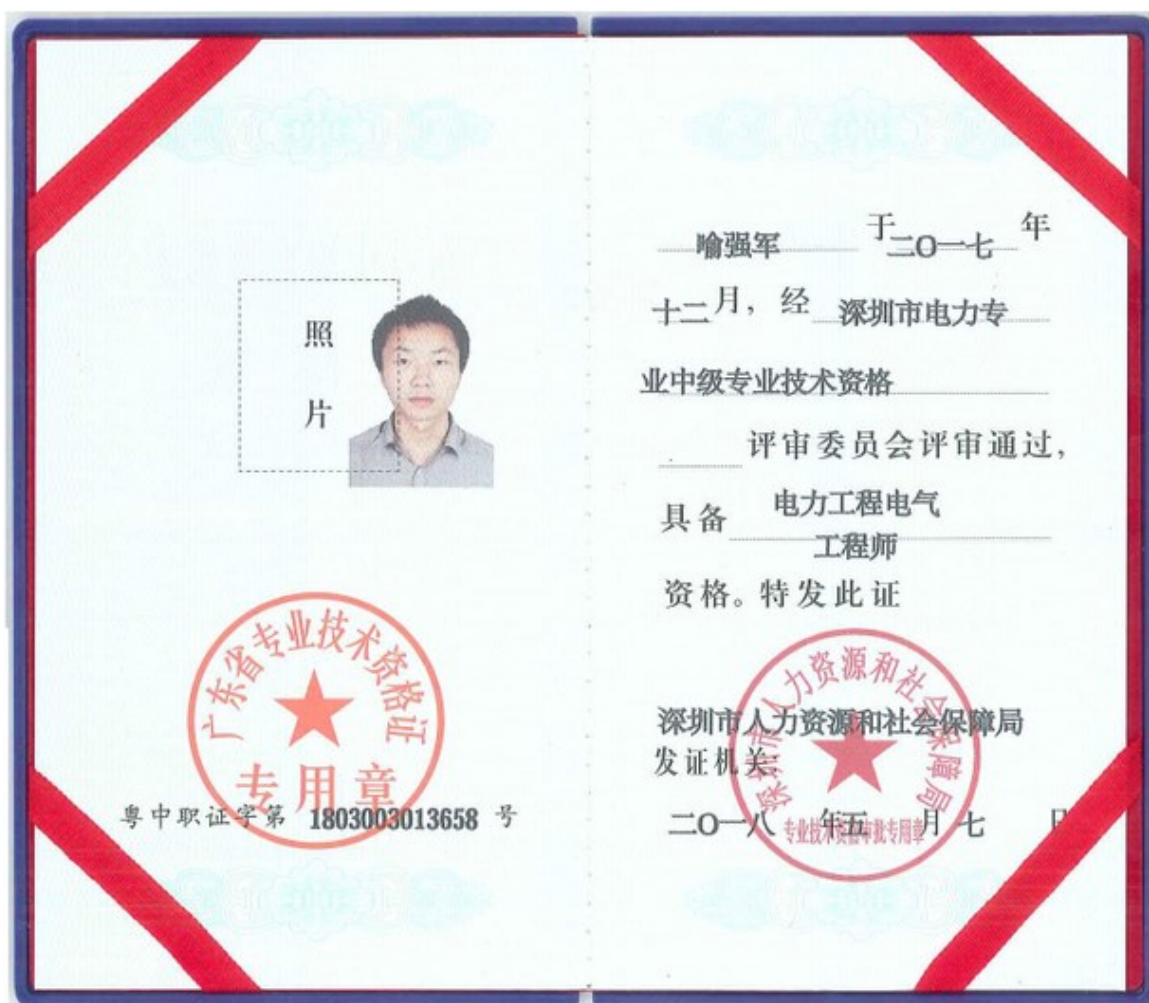 照
片
广东省专业技术资格证
专用章
粤中职证字第 1803003013658 号
喻强军 于二〇一七 年
十二月，经 深圳市电力专
业中级专业技术资格
评审委员会评审通过，
具备 电力工程电气
工程师
资格。特发此证
深圳市人力资源和社会保障局
深圳市人力资源和社会保障局
发证机关：
二〇一八 年五 月七 日
专业技术资格审批专用章